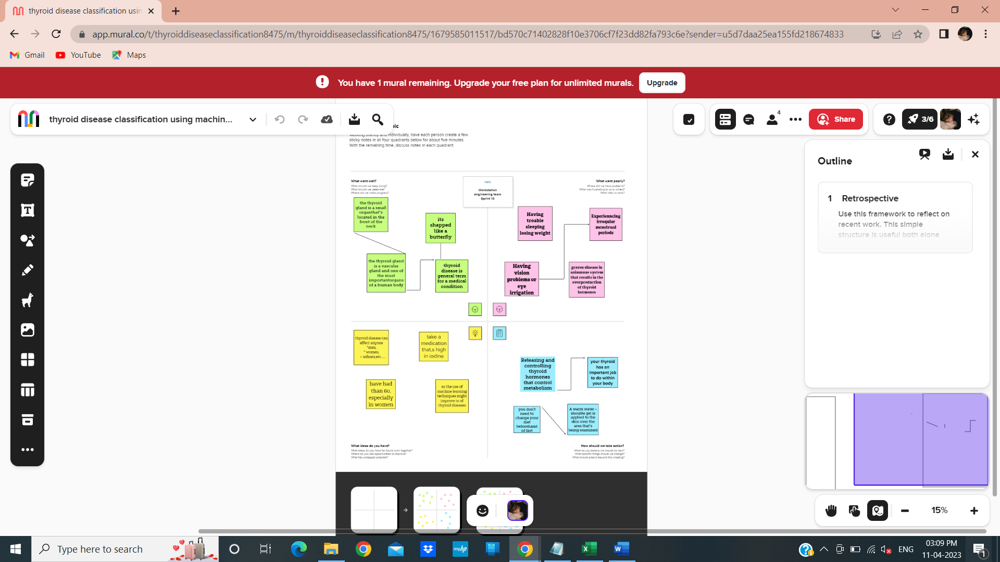 thyroid disease classification usin
app.mural.co/t/thyroiddiseaseclassification8475/m/thyroiddiseaseclassification8475/1679585011517/bd570c71402828f10e3706cf7f23dd82fa793c6e?sender=u5d7daa25ea155fd218674833
Gmail
YouTube
Maps
You have 1 mural remaining. Upgrade your free plan for unlimited murals.
Upgrade
thyroid disease classification using machin...
4
Share
3/6
individually, have each person create a few
sticky notes in all four quadrants below for about five minutes.
With the remaining time, discuss notes in each quadrant.
What went well?
What should we keep doing?
What should we celebrate?
Where did we make progress?
TOPIC
Workstation
engineering team
Sprint 10
What went poorly?
Where did we have problems?
What was frustrating to us or others?
What held us back?
the thyroid
gland is a small
organthat"s
located in the
front of the
neck
its
shapped
like a
butterfly
the thyroid gland
is a vascular
gland and one of
the must
importantorgans
of a human body
thyroid
disease is
general term
for a medical
condition
Having
troable
sleeping
losing weight
Experienncing
irreqular
menstrual
periods
Having
vision
problems or
eye
irrigation
graves disease in
animmune system
that results in the
overproduction
of thyroid
hormones
thyroid disease can
affect anyone
*men,
* women,
• infants,etc.....
take a
medication
that,s high
in iodine
have had
than 60,
especially
in women
so the use of
machine learning
techniques might
improve to of
thyroid diseases
Releasing and
controlling
thyroid
hormones
that control
metabolism
your thyroid
has an
important job
to do within
your body
you don't
need to
change your
diet
beforehand
of fast
A warm water -
shouble gel is
applied to the
skin over the
area that's
being examined
What ideas do you have?
What ideas do you have for future work together?
Where do you see opportunities to improve?
What has untapped potential?
How should we take action?
What do you believe we should do next?
What specific things should we change?
What should extend beyond this meeting?
Outline
1 Retrospective
Use this framework to reflect on
recent work. This simple
structure is useful both alone
15%
Type here to search
myhp
ENG
03:09 PM
11-04-2023
1